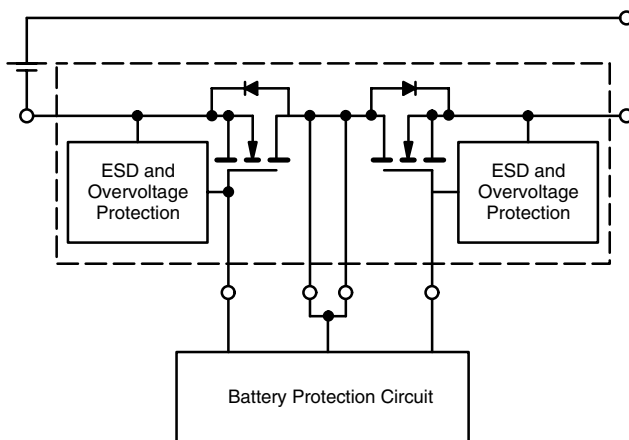 ESD and
Overvoltage
Protection
ESD and
Overvoltage
Protection
Battery Protection Circuit